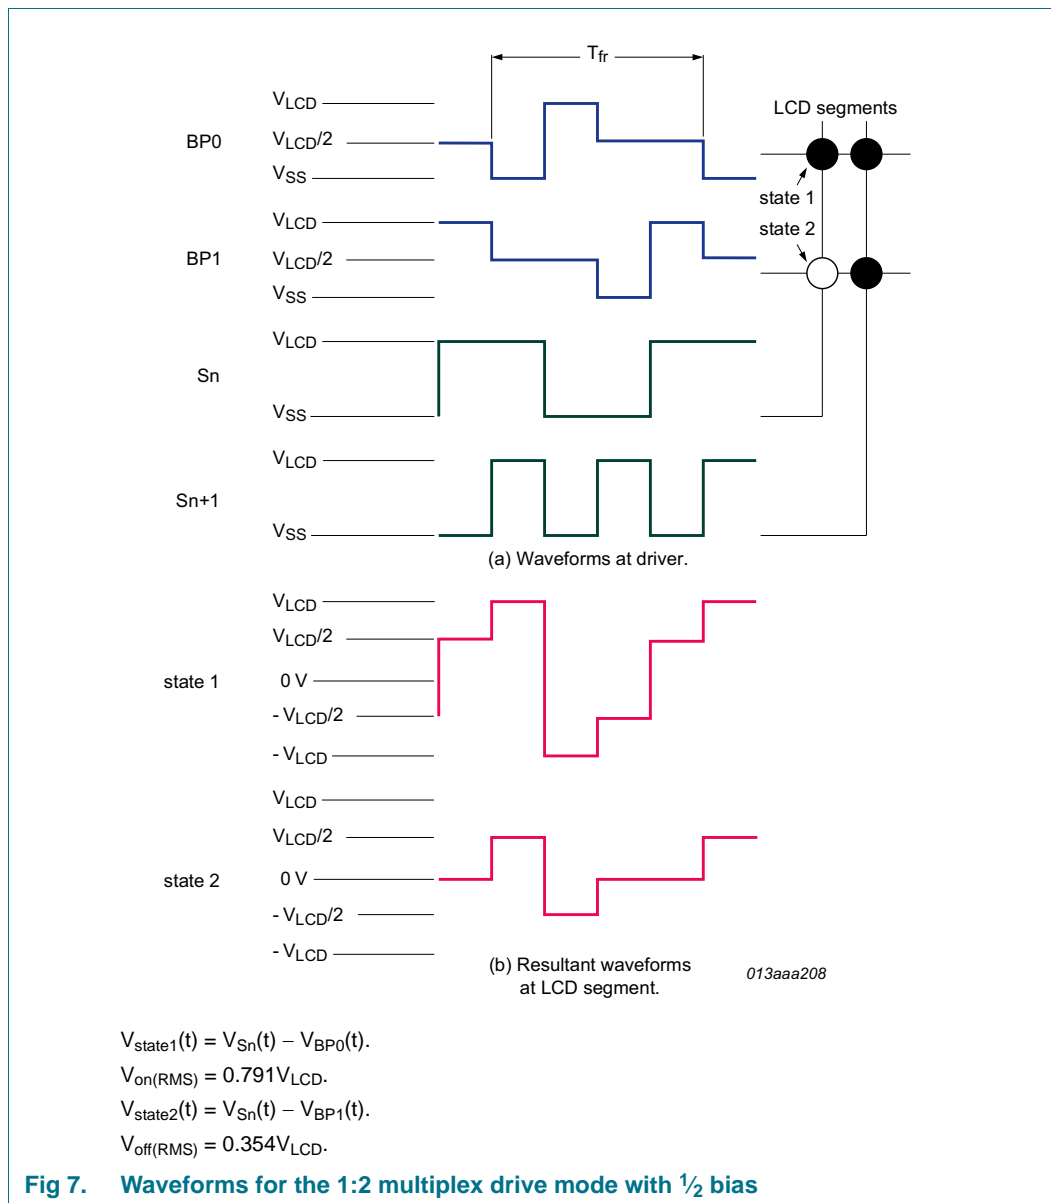 T_fr
V_LCD
BP0
V_LCD/2
V_SS
LCD segments
state 1
state 2
V_LCD
BP1
V_LCD/2
V_SS
V_LCD
Sn
V_SS
V_LCD
Sn+1
V_SS
(a) Waveforms at driver.
V_LCD
V_LCD/2
state 1
0 V
- V_LCD/2
- V_LCD
V_LCD
V_LCD/2
state 2
0 V
- V_LCD/2
- V_LCD
(b) Resultant waveforms
at LCD segment.
013aaa208
V_state1(t) = V_Sn(t) − V_BP0(t).
V_on(RMS) = 0.791V_LCD.
V_state2(t) = V_Sn(t) − V_BP1(t).
V_off(RMS) = 0.354V_LCD.
Fig 7. Waveforms for the 1:2 multiplex drive mode with 1⁄2 bias